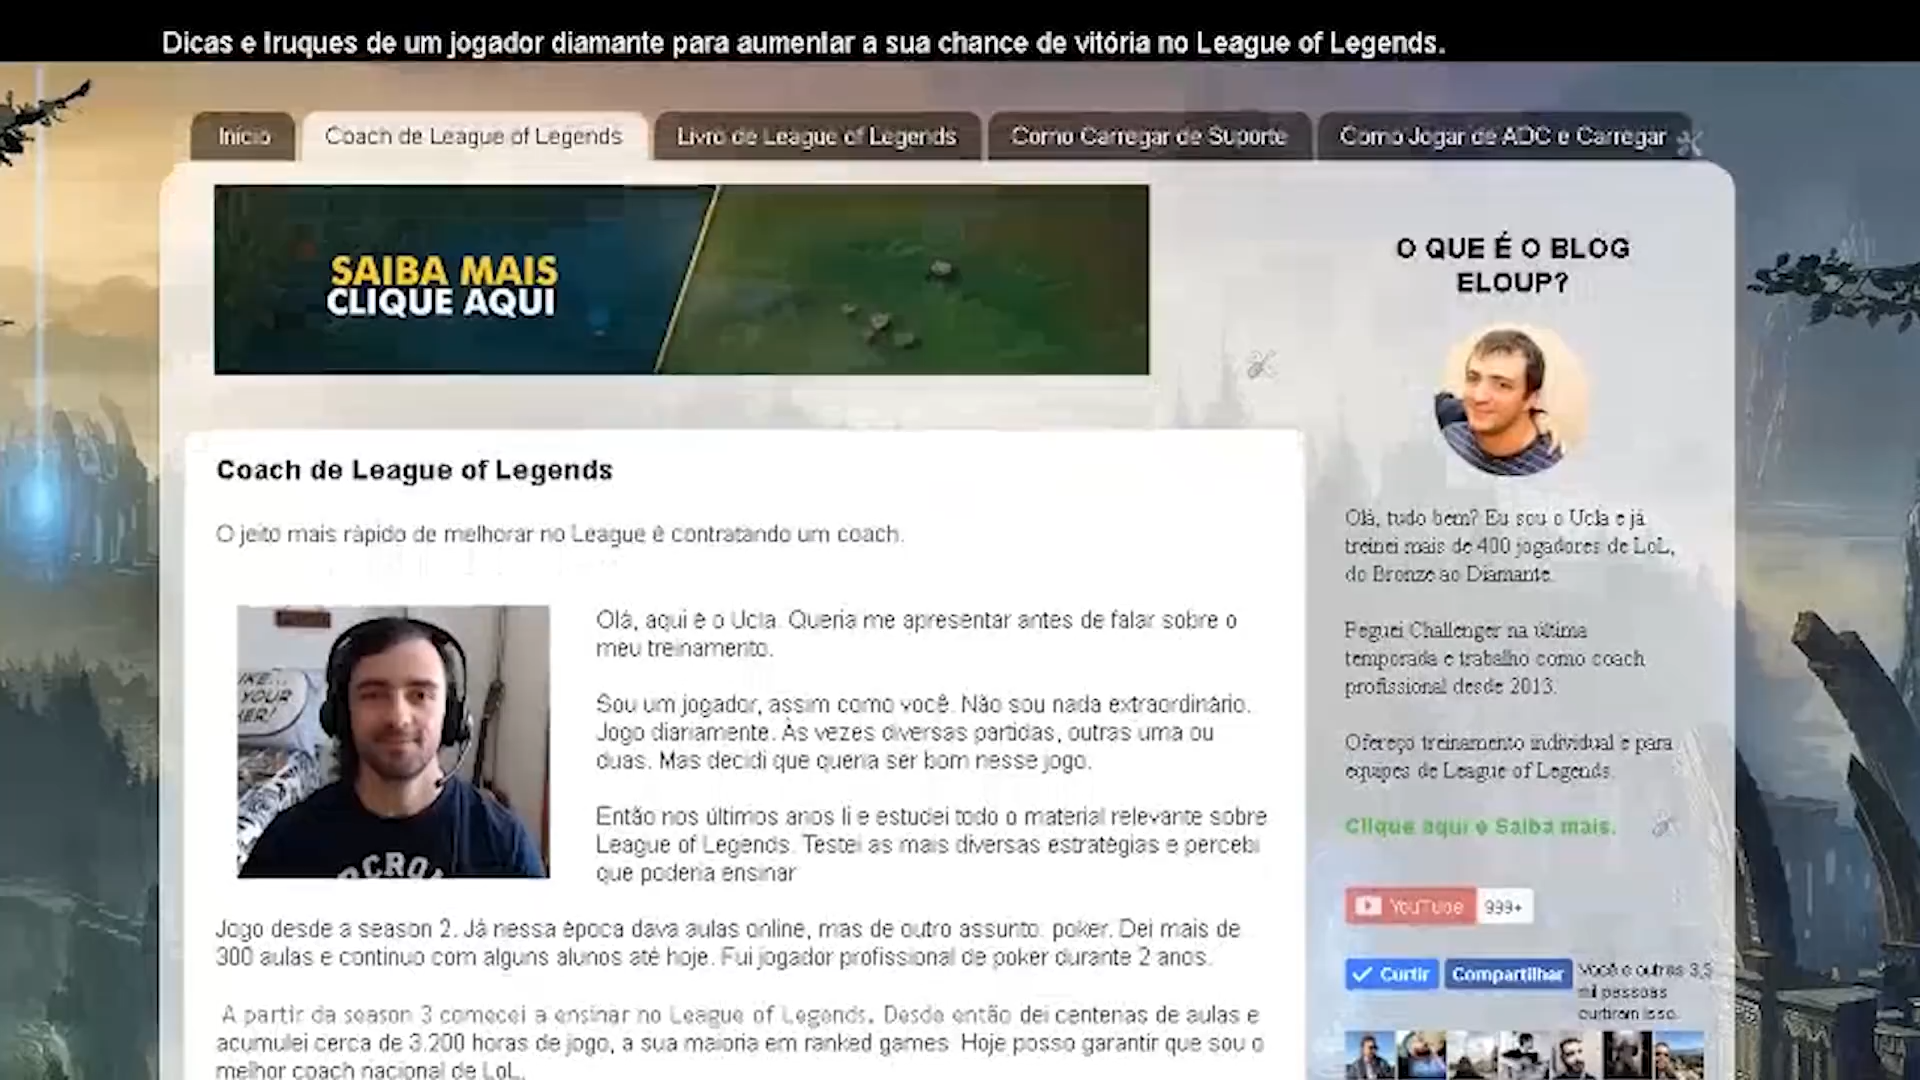 Dicas e truques de um jogador diamante para aumentar a sua chance de vitória no League of Legends.
Início
Coach de League of Legends
Livro de League of Legends
Como Carregar de Suporte
Como Jogar de ADC e Carregar
SAIBA MAIS
CLIQUE AQUI
Coach de League of Legends
O jeito mais rápido de melhorar no League é contratando um coach.
IKE...
YOUR
HER!
CRO
Olá, aqui é o Ucla. Queria me apresentar antes de falar sobre o
meu treinamento.
Sou um jogador, assim como você. Não sou nada extraordinário.
Jogo diariamente. Às vezes diversas partidas, outras uma ou
duas. Mas decidi que queria ser bom nesse jogo.
Então nos últimos anos li e estudei todo o material relevante sobre
League of Legends. Testei as mais diversas estratégias e percebi
que poderia ensinar
Jogo desde a season 2. Já nessa época dava aulas online, mas de outro assunto: poker. Dei mais de
300 aulas e continuo com alguns alunos até hoje. Fui jogador profissional de poker durante 2 anos.
A partir da season 3 comecei a ensinar no League of Legends. Desde então dei centenas de aulas e
acumulei cerca de 3.200 horas de jogo, a sua maioria em ranked games. Hoje posso garantir que sou o
melhor coach nacional de LoL.
O QUE É O BLOG
ELOUP?
Olá, tudo bem? Eu sou o Ucla e já
treinei mais de 400 jogadores de LoL,
do Bronze ao Diamante.
Peguei Challenger na última
temporada e trabalho como coach
profissional desde 2013.
Ofereço treinamento individual e para
equipes de League of Legends.
Clique aqui e Saiba mais.
YouTube 999+
Curtir Compartilhar Você e outras 3,5
mil pessoas
curtiram isso.